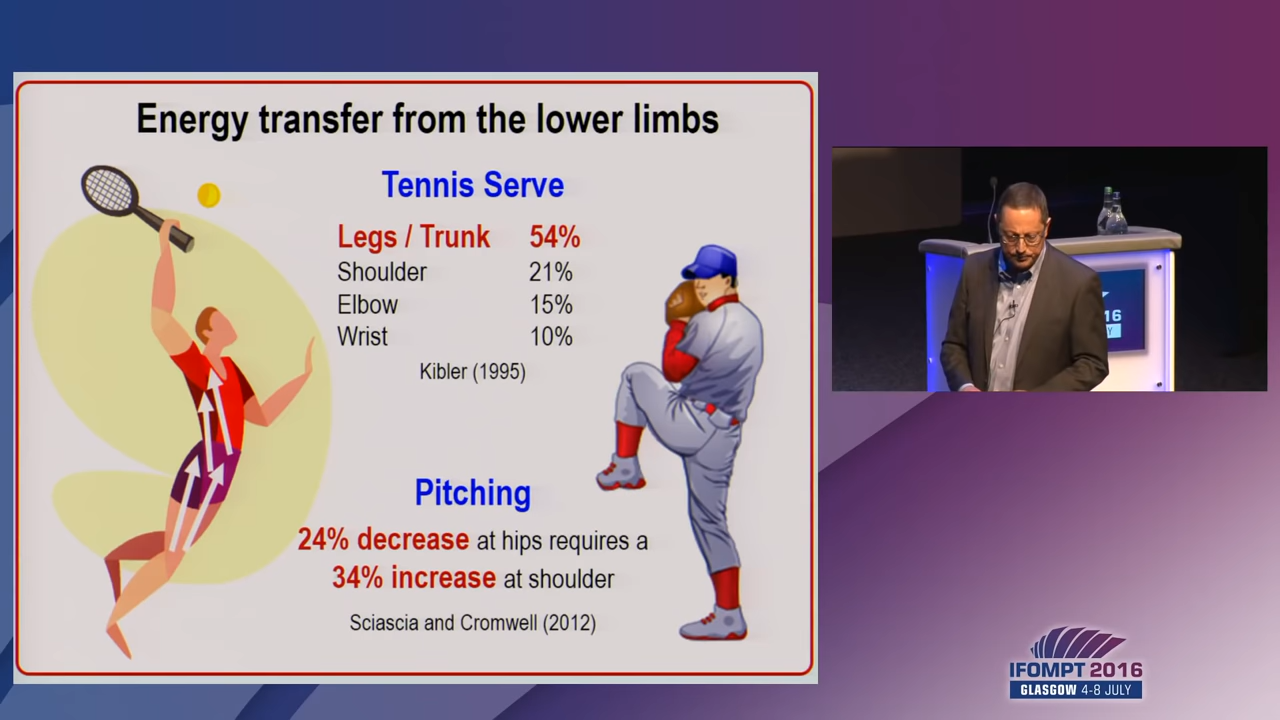 Energy transfer from the lower limbs
Tennis Serve
Legs / Trunk 54%
Shoulder 21%
Elbow 15%
Wrist 10%
Kibler (1995)
Pitching
24% decrease at hips requires a
34% increase at shoulder
Sciascia and Cromwell (2012)
16
IFOMPT 2016
GLASGOW 4-8 JULY